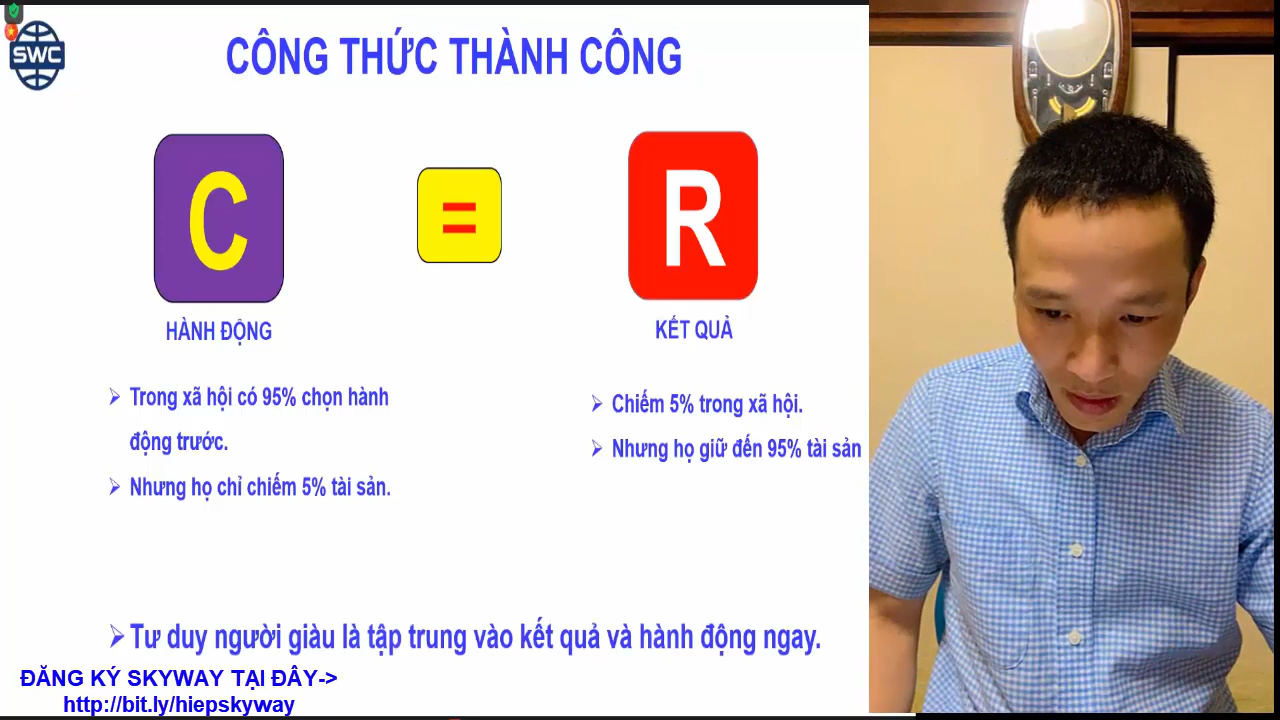 SWC
CÔNG THỨC THÀNH CÔNG
C
=
R
HÀNH ĐỘNG
KẾT QUẢ
➢ Trong xã hội có 95% chọn hành
động trước.
➢ Nhưng họ chỉ chiếm 5% tài sản.
➢ Chiếm 5% trong xã hội.
➢ Nhưng họ giữ đến 95% tài sản
➢ Tư duy người giàu là tập trung vào kết quả và hành động ngay.
ĐĂNG KÝ SKYWAY TẠI ĐÂY->
http://bit.ly/hiepskyway